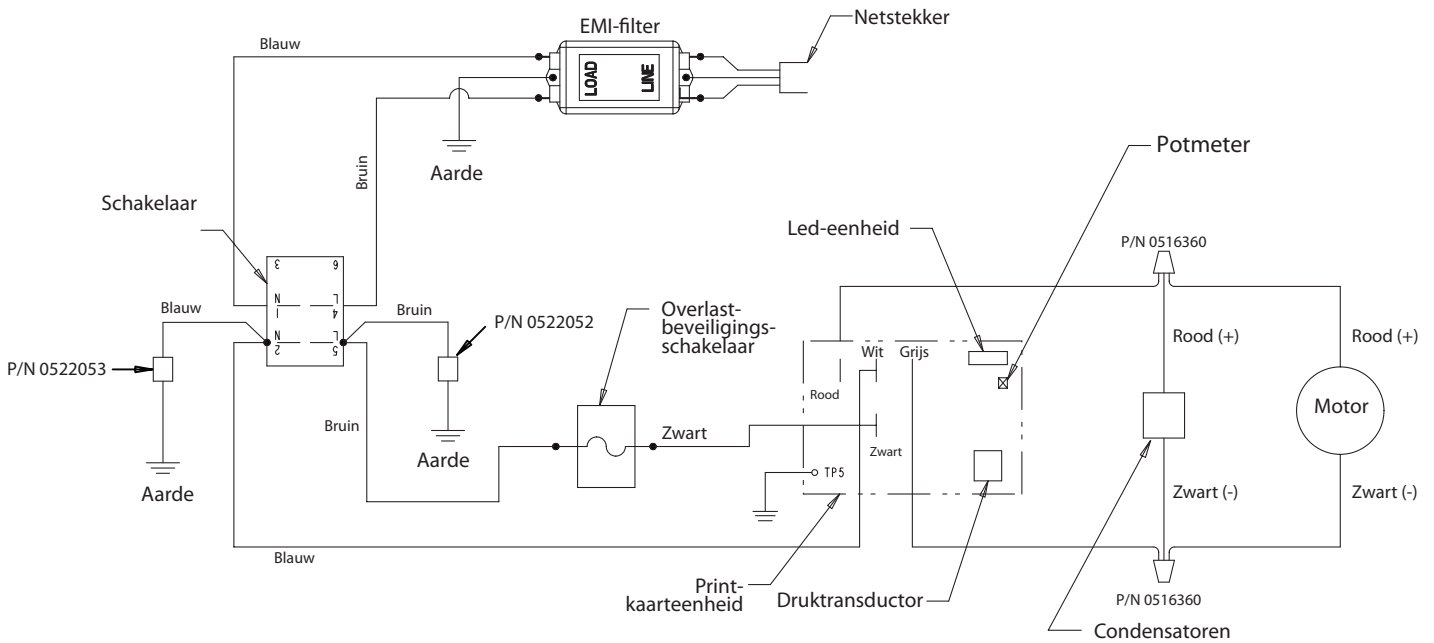 Netstekker
EMI-filter
Blauw
LOAD
LINE
Aarde
Bruin
Potmeter
Schakelaar
Led-eenheid
P/N 0516360
3
6
N
L
1
4
Blauw
Bruin
N
L
2
5
P/N 0522052
Overlast-
beveiligings-
schakelaar
Rood (+)
Rood (+)
Wit
Grijs
P/N 0522053
Rood
Motor
Bruin
Zwart
Zwart
Aarde
TP5
Aarde
Zwart (-)
Zwart (-)
Blauw
Print-
kaarteenheid
Druktransductor
P/N 0516360
Condensatoren